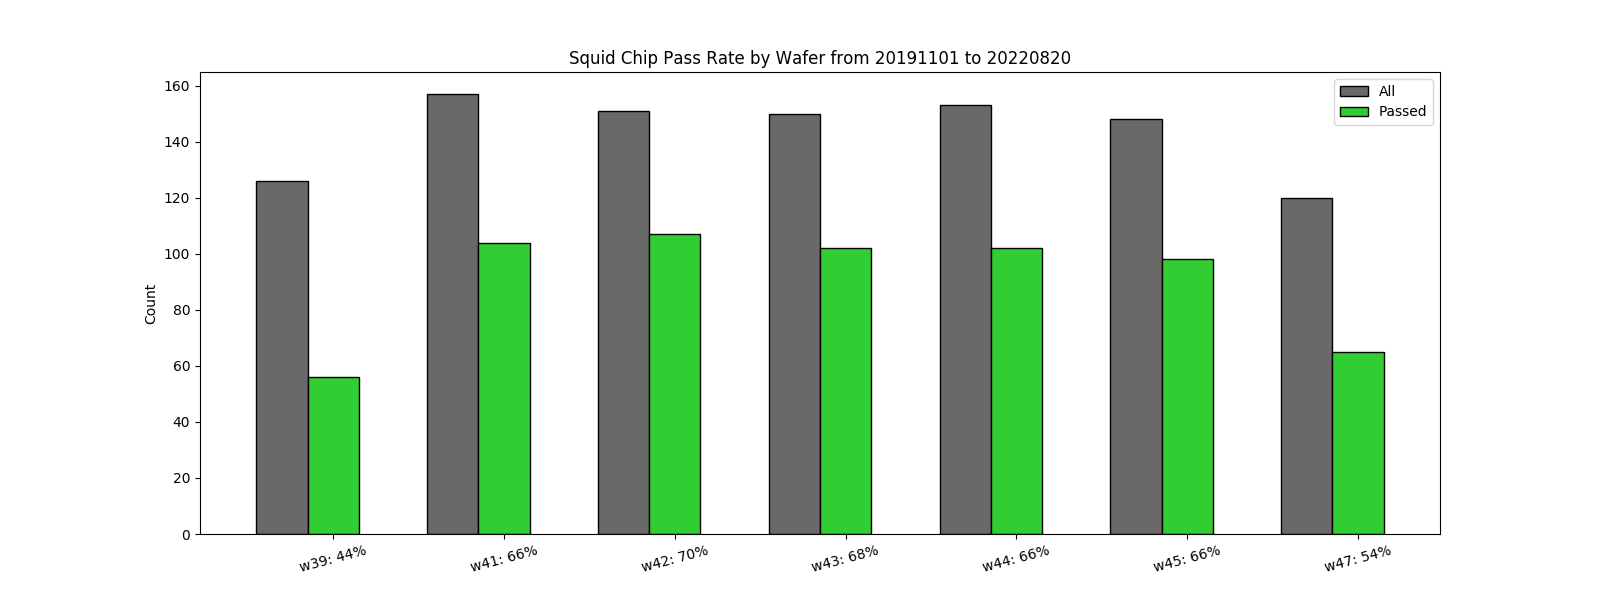 Squid Chip Pass Rate by Wafer from 20191101 to 20220820
160
140
120
100
80
60
40
20
0
Count
All
Passed
w39: 44%
w41: 66%
w42: 70%
w43: 68%
w44: 66%
w45: 66%
w47: 54%